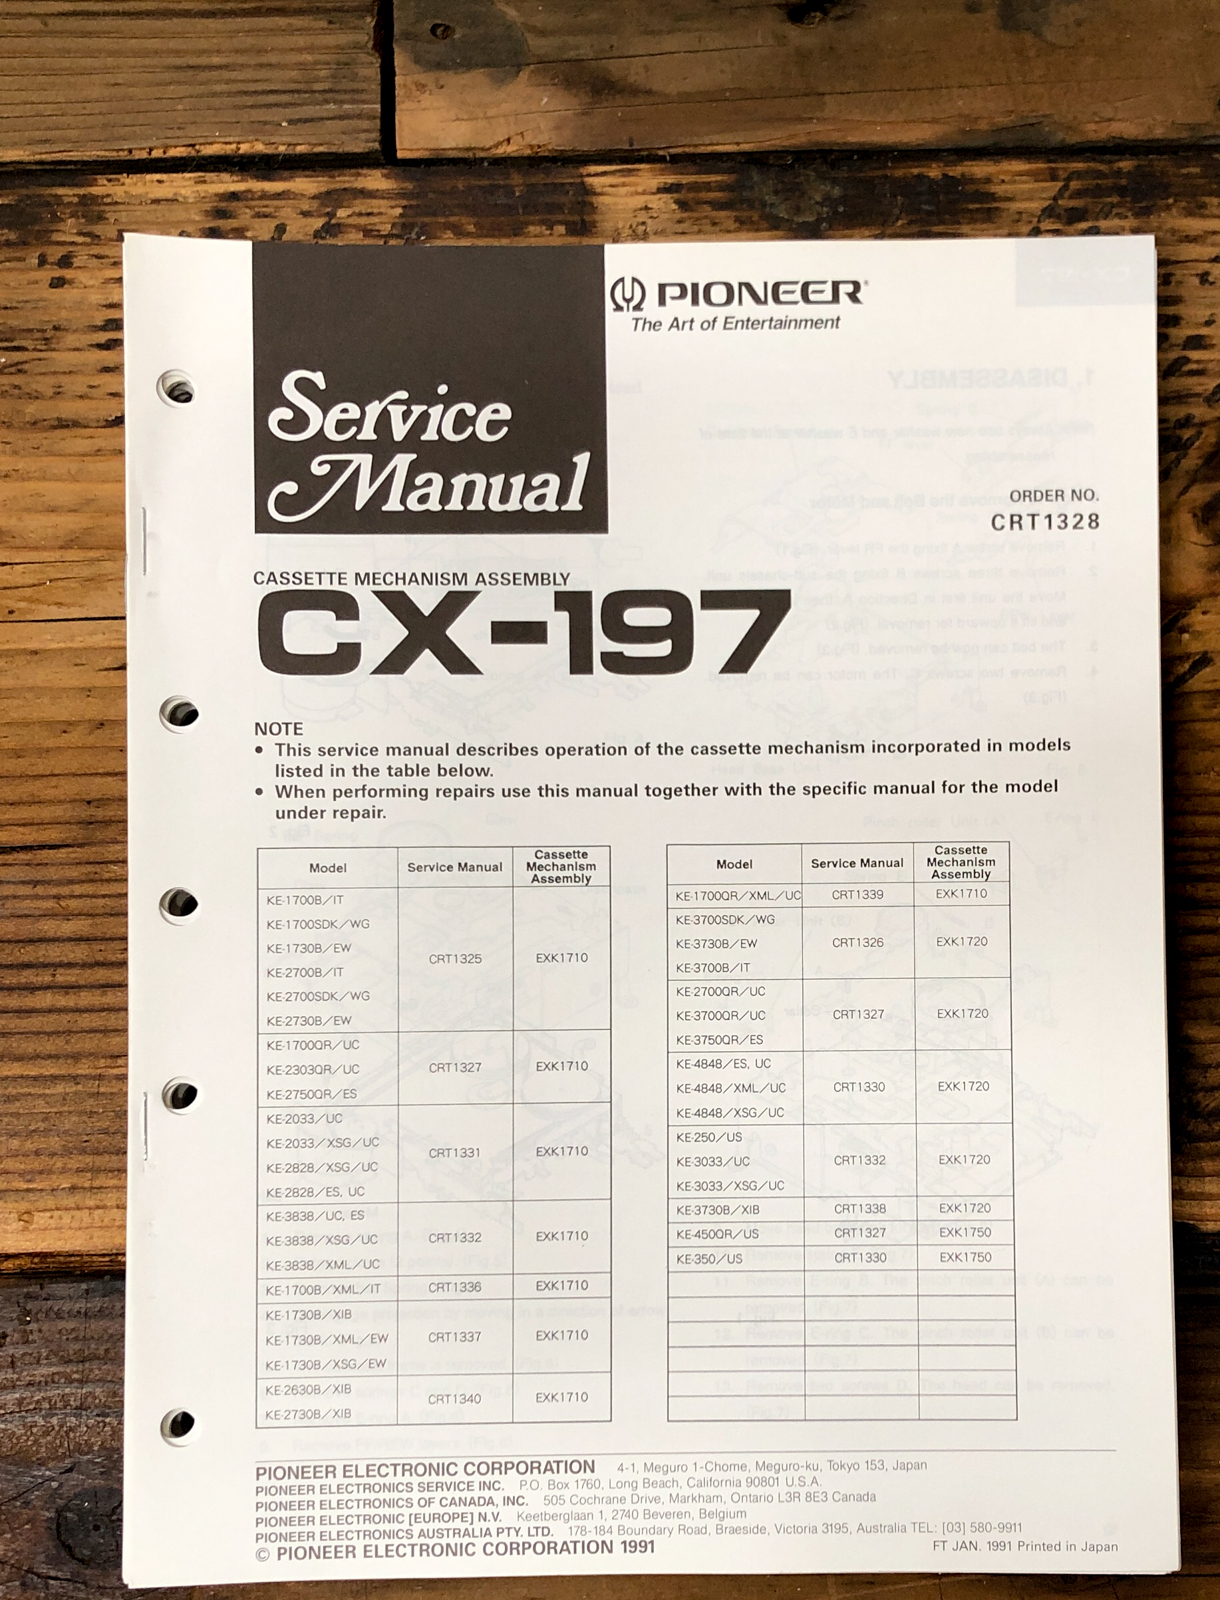 Service
Manual
PIONEER®
The Art of Entertainment
ORDER NO.
CRT1328
CASSETTE MECHANISM ASSEMBLY
CX-197
NOTE
• This service manual describes operation of the cassette mechanism incorporated in models
listed in the table below.
• When performing repairs use this manual together with the specific manual for the model
under repair.
Model Service Manual Cassette Mechanism Assembly
KE-1700B/IT
KE-1700SDK/WG
KE-1730B/EW
KE-2700B/IT
KE-2700SDK/WG
KE-2730B/EW
CRT1325 EXK1710
KE-1700QR/UC
KE-2303QR/UC
KE-2750QR/ES
CRT1327 EXK1710
KE-2033/UC
KE-2033/XSG/UC
KE-2828/XSG/UC
KE-2828/ES, UC
CRT1331 EXK1710
KE-3838/UC, ES
KE-3838/XSG/UC
KE-3838/XML/UC
CRT1332 EXK1710
KE-1700B/XML/IT CRT1336 EXK1710
KE-1730B/XIB
KE-1730B/XML/EW
KE-1730B/XSG/EW
CRT1337 EXK1710
KE-2630B/XIB
KE-2730B/XIB
CRT1340 EXK1710
Model Service Manual Cassette Mechanism Assembly
KE-1700QR/XML/UC CRT1339 EXK1710
KE-3700SDK/WG
KE-3730B/EW
KE-3700B/IT
CRT1326 EXK1720
KE-2700QR/UC
KE-3700QR/UC
KE-3750QR/ES
CRT1327 EXK1720
KE-4848/ES, UC
KE-4848/XML/UC
KE-4848/XSG/UC
CRT1330 EXK1720
KE-250/US
KE-3033/UC
KE-3033/XSG/UC
CRT1332 EXK1720
KE-3730B/XIB CRT1338 EXK1720
KE-450QR/US CRT1327 EXK1750
KE-350/US CRT1330 EXK1750
PIONEER ELECTRONIC CORPORATION 4-1, Meguro 1-Chome, Meguro-ku, Tokyo 153, Japan
PIONEER ELECTRONICS SERVICE INC. P.O. Box 1760, Long Beach, California 90801 U.S.A.
PIONEER ELECTRONICS OF CANADA, INC. 505 Cochrane Drive, Markham, Ontario L3R 8E3 Canada
PIONEER ELECTRONIC [EUROPE] N.V. Keetberglaan 1, 2740 Beveren, Belgium
PIONEER ELECTRONICS AUSTRALIA PTY. LTD. 178-184 Boundary Road, Braeside, Victoria 3195, Australia TEL: [03] 580-9911
© PIONEER ELECTRONIC CORPORATION 1991
FT JAN. 1991 Printed in Japan